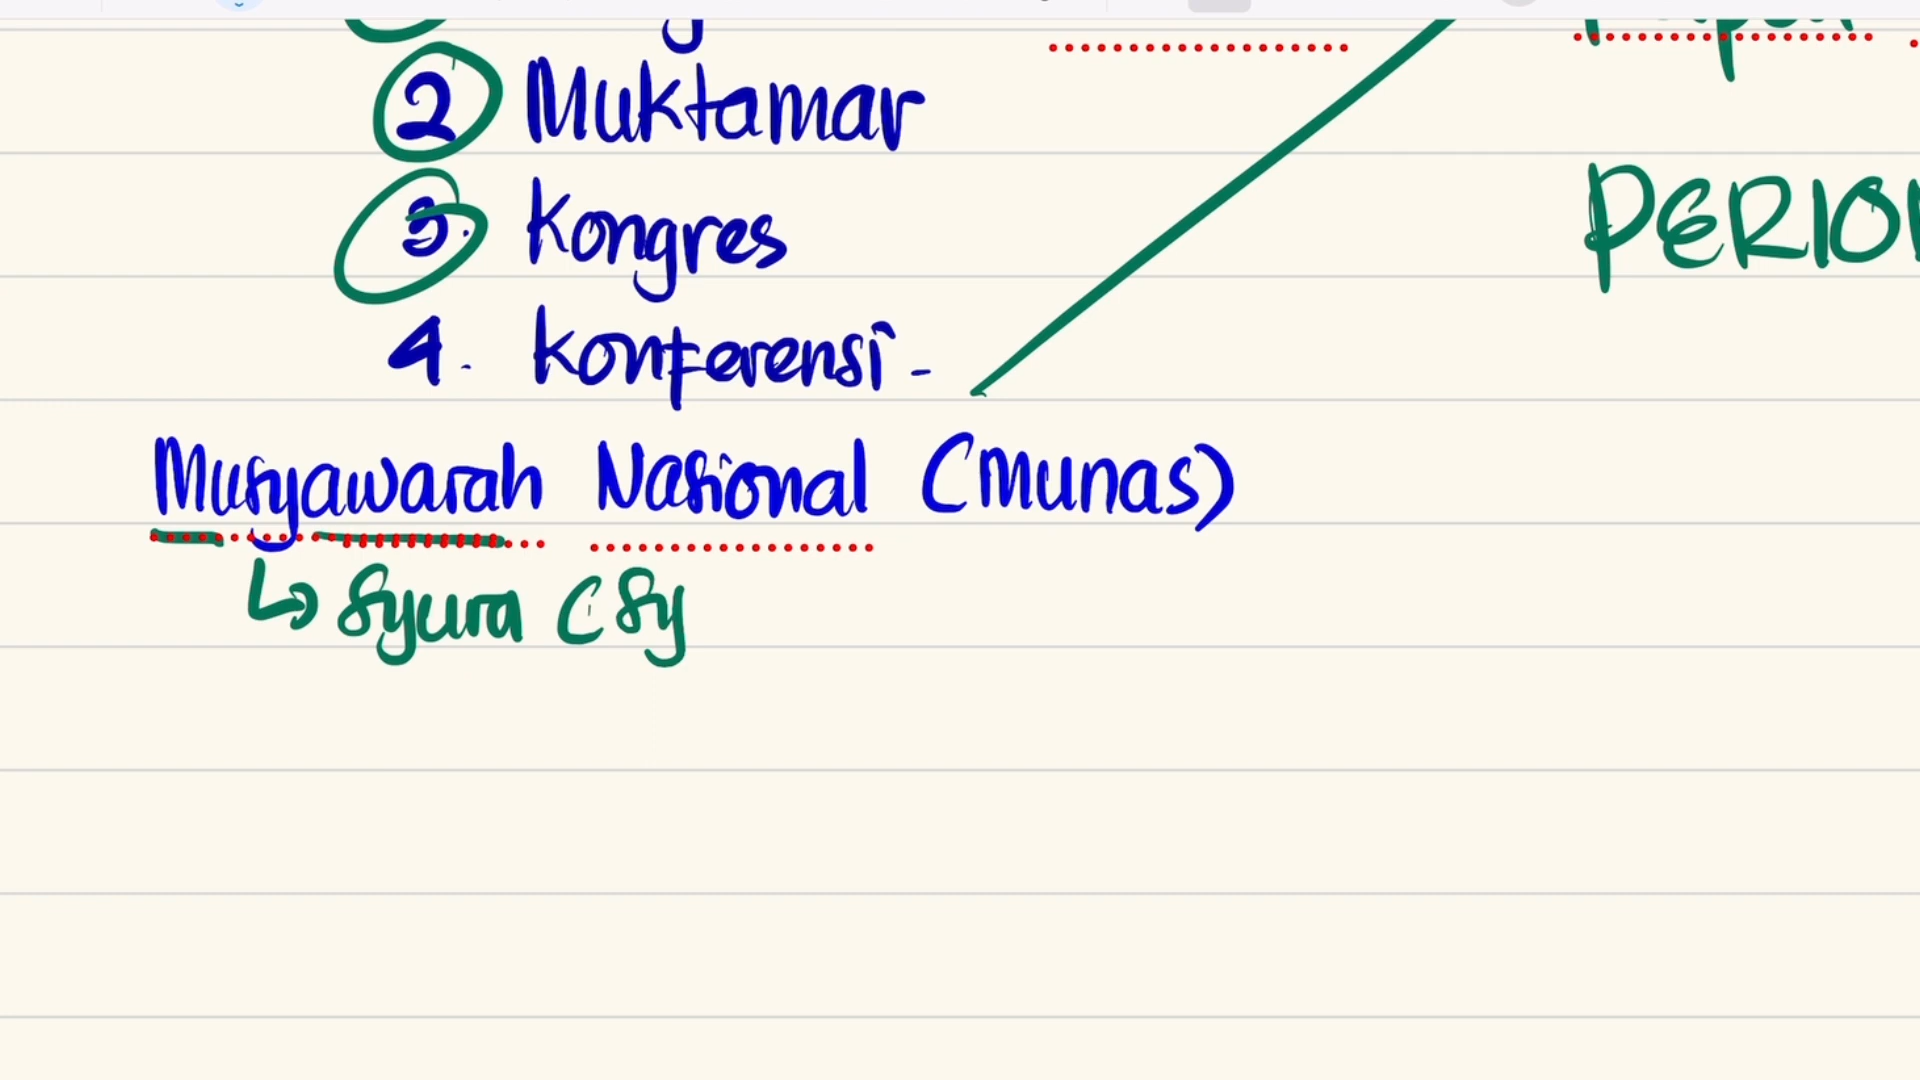 2 Muktamar
3. Kongres
PERIO
4. Konferensi -
Musyawarah Nasional (Munas)
↳ Syura ( Sy